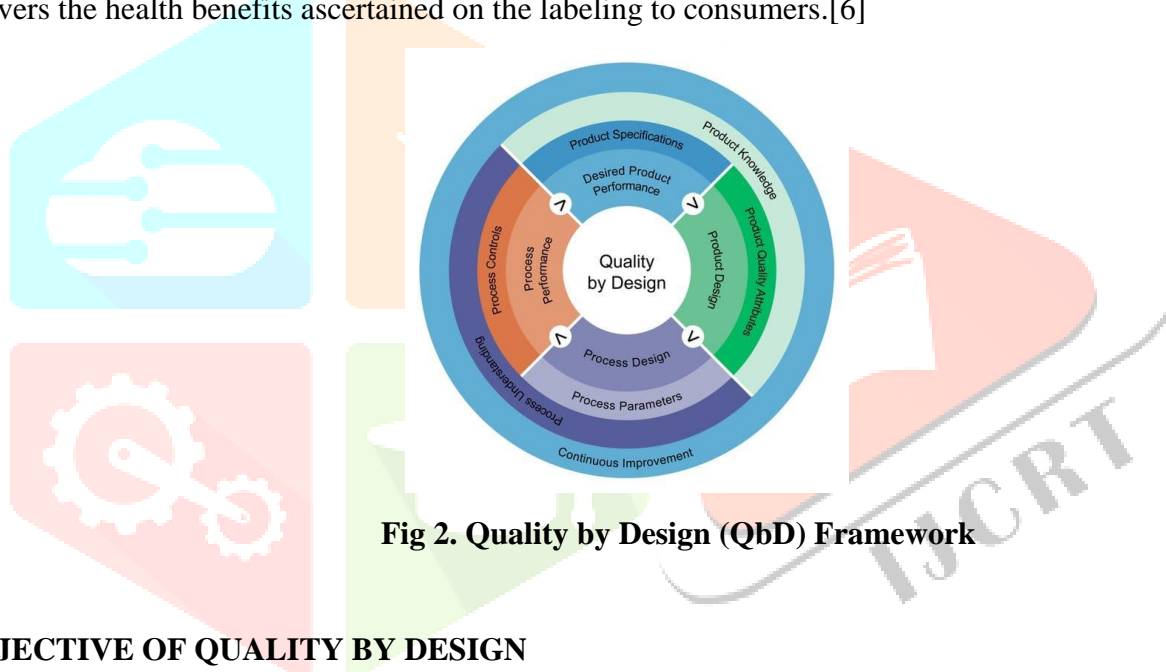 vers the health benefits ascertained on the labeling to consumers.[6]
Product Knowledge
Product Specifications
Desired Product
Performance
Process Controls
Process
Performance
Quality
by Design
Product Design
Product Quality Attributes
Process Design
Process Parameters
Process Understanding
Continuous Improvement
IJCRT
Fig 2. Quality by Design (QbD) Framework
JECTIVE OF QUALITY BY DESIGN